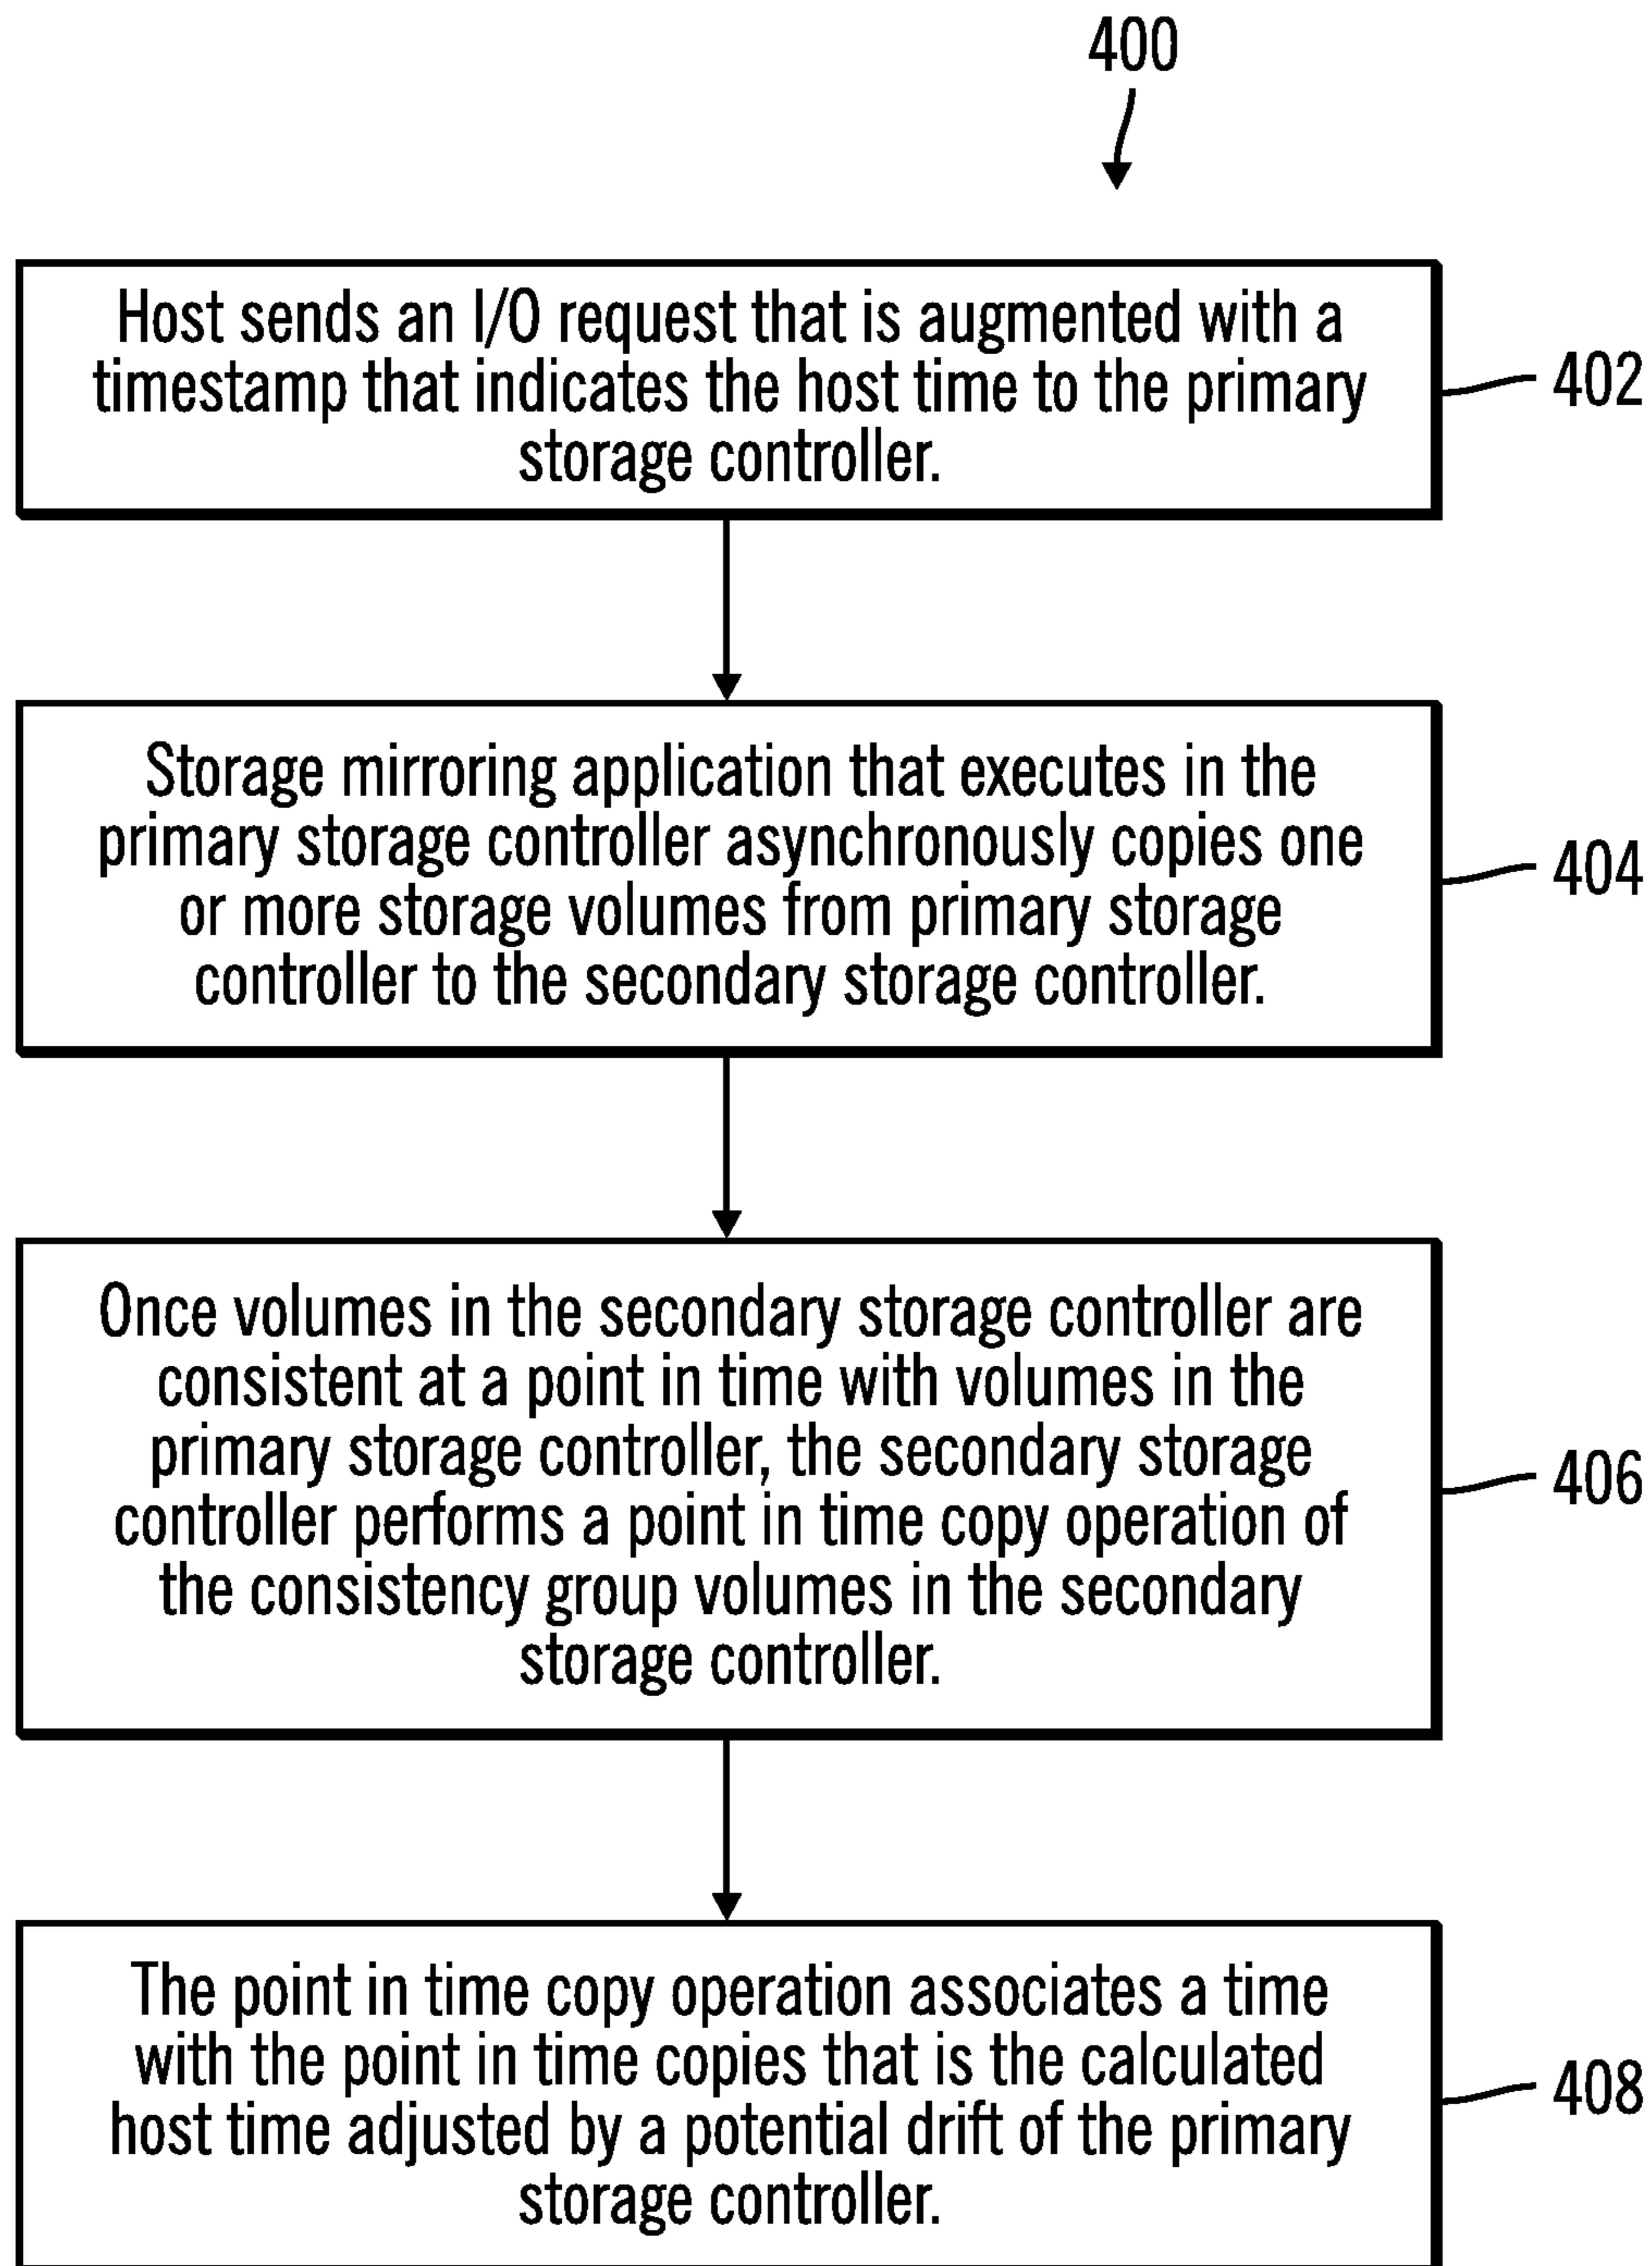 400
Host sends an I/O request that is augmented with a
timestamp that indicates the host time to the primary
storage controller.
402
Storage mirroring application that executes in the
primary storage controller asynchronously copies one
or more storage volumes from primary storage
controller to the secondary storage controller.
404
Once volumes in the secondary storage controller are
consistent at a point in time with volumes in the
primary storage controller, the secondary storage
controller performs a point in time copy operation of
the consistency group volumes in the secondary
storage controller.
406
The point in time copy operation associates a time
with the point in time copies that is the calculated
host time adjusted by a potential drift of the primary
storage controller.
408